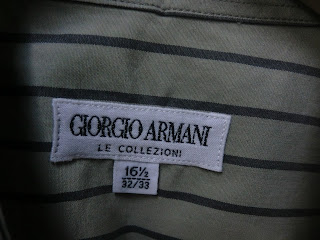 GIORGIO ARMANI
LE COLLEZIONI
16½
32/33